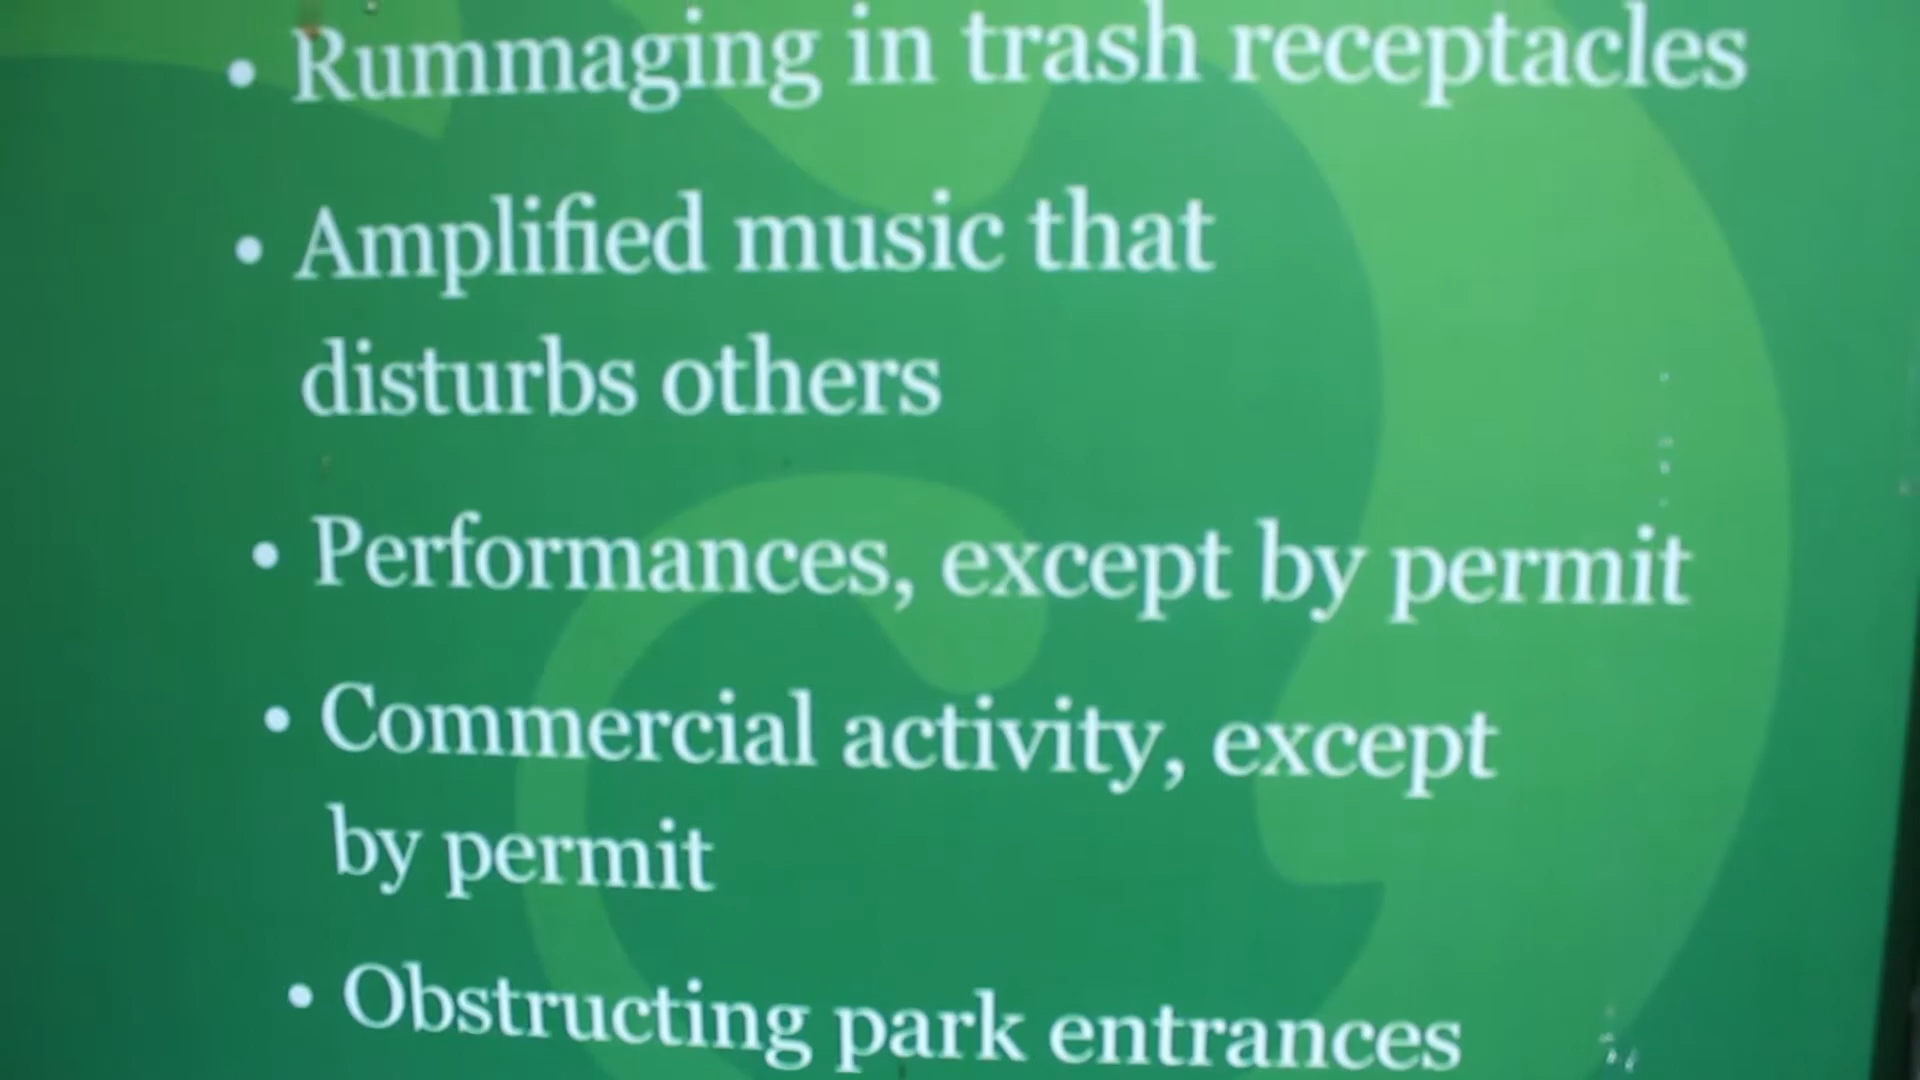 • Rummaging in trash receptacles
• Amplified music that
disturbs others
• Performances, except by permit
• Commercial activity, except
by permit
• Obstructing park entrances